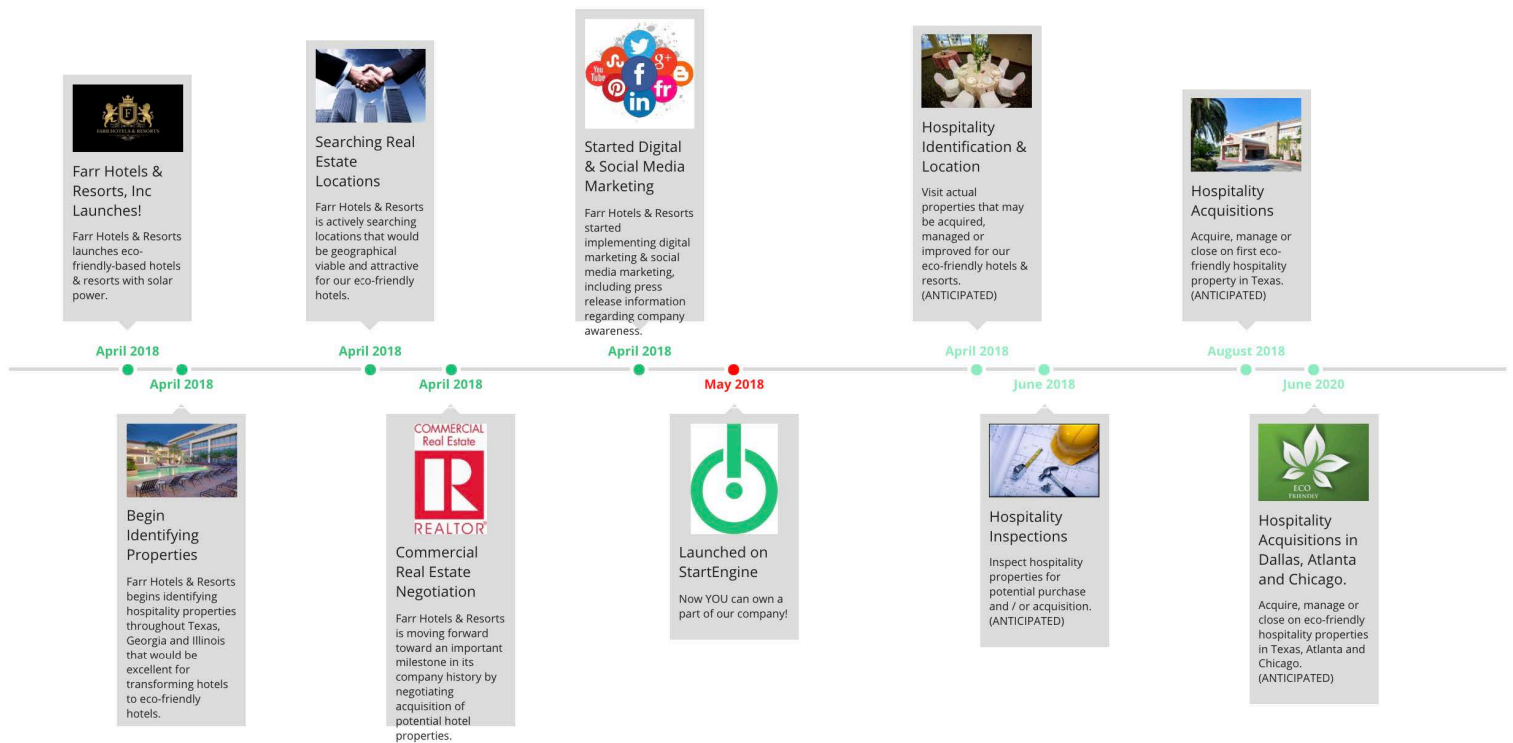 F
FARR HOTELS & RESORTS
Farr Hotels &
Resorts, Inc
Launches!
Farr Hotels & Resorts
launches eco-
friendly-based hotels
& resorts with solar
power.
April 2018
April 2018
Begin
Identifying
Properties
Farr Hotels & Resorts
begins identifying
hospitality properties
throughout Texas,
Georgia and Illinois
that would be
excellent for
transforming hotels
to eco-friendly
hotels.
Searching Real
Estate
Locations
Farr Hotels & Resorts
is actively searching
locations that would
be geographical
viable and attractive
for our eco-friendly
hotels.
April 2018
April 2018
COMMERCIAL
Real Estate
R
REALTOR®
Commercial
Real Estate
Negotiation
Farr Hotels & Resorts
is moving forward
toward an important
milestone in its
company history by
negotiating
acquisition of
potential hotel
properties.
You
Tube
g+
f
fr
in
Started Digital
& Social Media
Marketing
Farr Hotels & Resorts
started
implementing digital
marketing & social
media marketing,
including press
release information
regarding company
awareness.
April 2018
May 2018
Launched on
StartEngine
Now YOU can own a
part of our company!
Hospitality
Identification &
Location
Visit actual
properties that may
be acquired,
managed or
improved for our
eco-friendly hotels &
resorts.
(ANTICIPATED)
April 2018
June 2018
Hospitality
Inspections
Inspect hospitality
properties for
potential purchase
and / or acquisition.
(ANTICIPATED)
Hospitality
Acquisitions
Acquire, manage or
close on first eco-
friendly hospitality
property in Texas.
(ANTICIPATED)
August 2018
June 2020
ECO
FRIENDLY
Hospitality
Acquisitions in
Dallas, Atlanta
and Chicago.
Acquire, manage or
close on eco-friendly
hospitality properties
in Texas, Atlanta and
Chicago.
(ANTICIPATED)